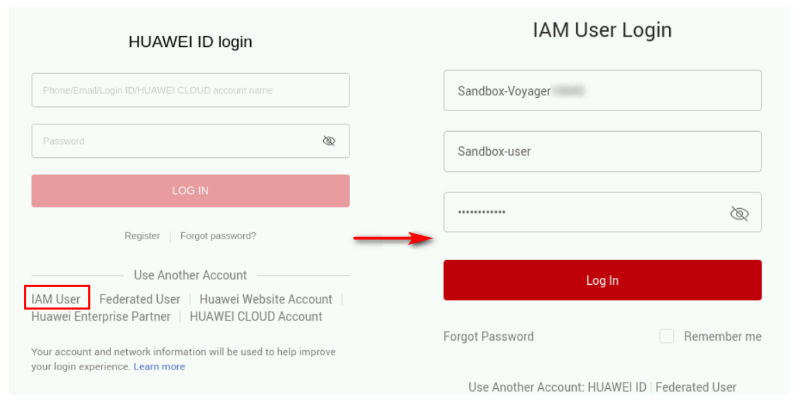 HUAWEI ID login
Phone/Email/Login ID/HUAWEI CLOUD account name
Password
LOG IN
Register | Forgot password?
Use Another Account
IAM User | Federated User | Huawei Website Account |
Huawei Enterprise Partner | HUAWEI CLOUD Account
Your account and network information will be used to help improve
your login experience. Learn more
IAM User Login
Sandbox-Voyager
Sandbox-user
••••••••••••
Log In
Forgot Password
Remember me
Use Another Account: HUAWEI ID | Federated User